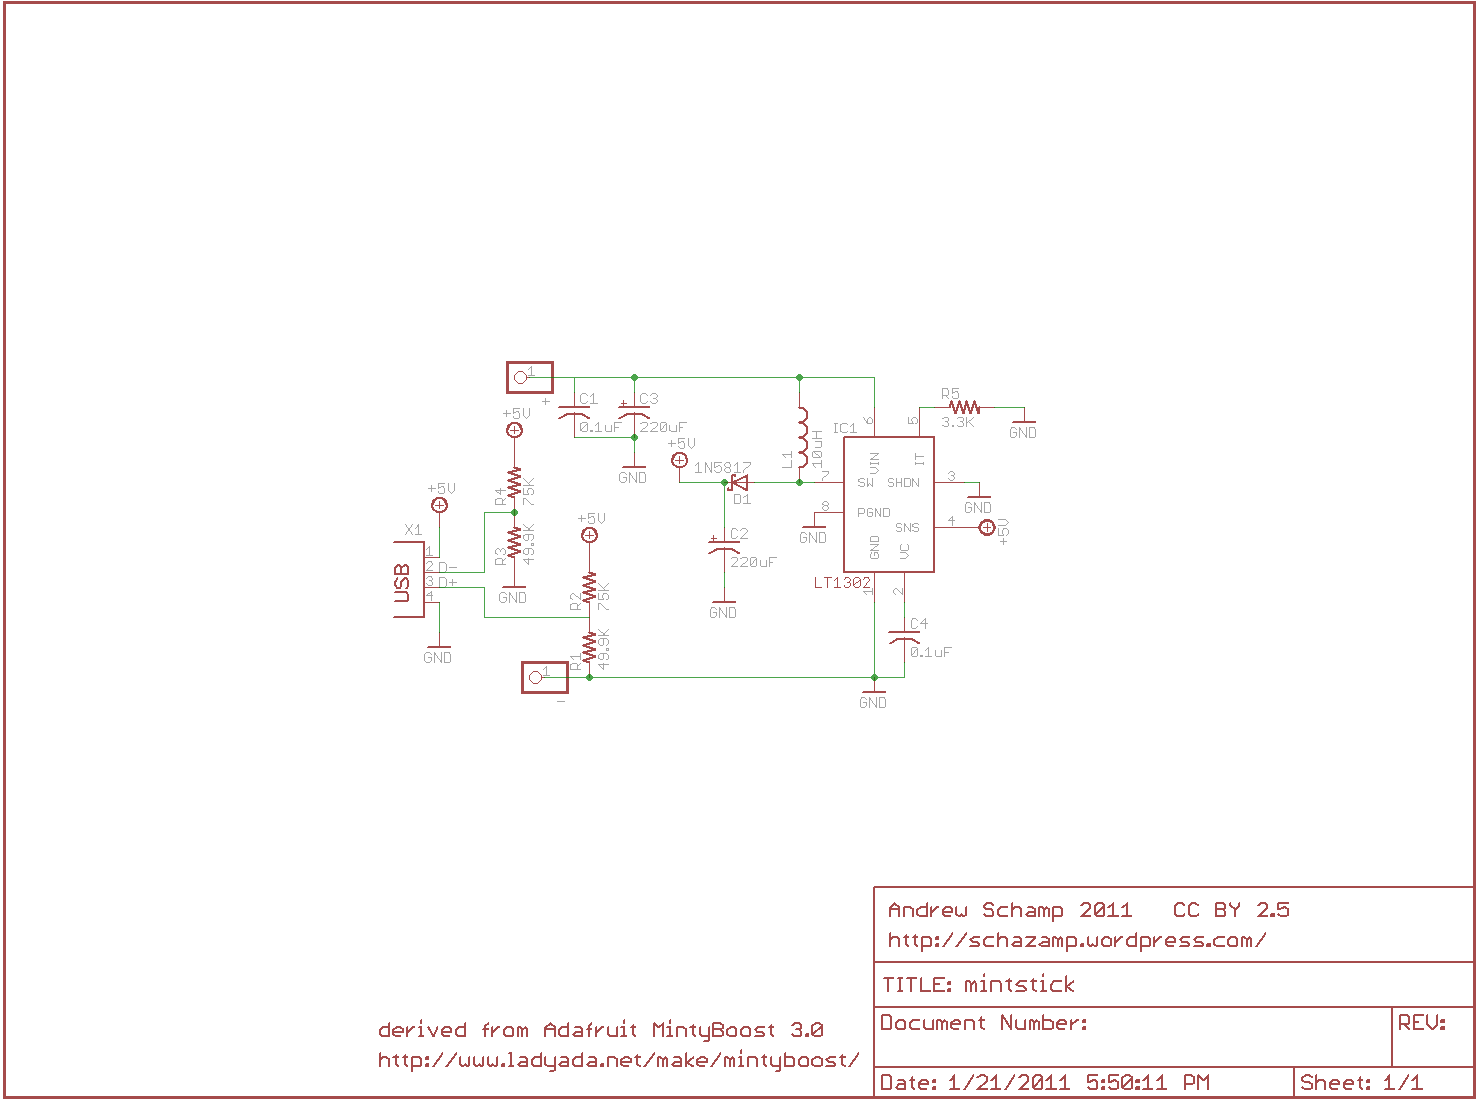 1
+
C1
0.1uF
C3
220uF
GND
+5V
R4
75K
R3
49.9K
GND
+5V
X1
USB
1
2 D-
3 D+
4
GND
+5V
R2
75K
R1
49.9K
1
-
+5V
1N5817
D1
C2
220uF
GND
L1
10uH
IC1
6
VIN
5
IT
R5
3.3K
GND
7
SW
SHDN
3
GND
8
PGND
GND
SNS
4
+5V
GND
VC
LT1302
1
2
C4
0.1uF
GND
Andrew Schamp 2011 CC BY 2.5
http://schazamp.wordpress.com/
TITLE: mintstick
Document Number:
REV:
Date: 1/21/2011 5:50:11 PM
Sheet: 1/1
derived from Adafruit MintyBoost 3.0
http://www.ladyada.net/make/mintyboost/